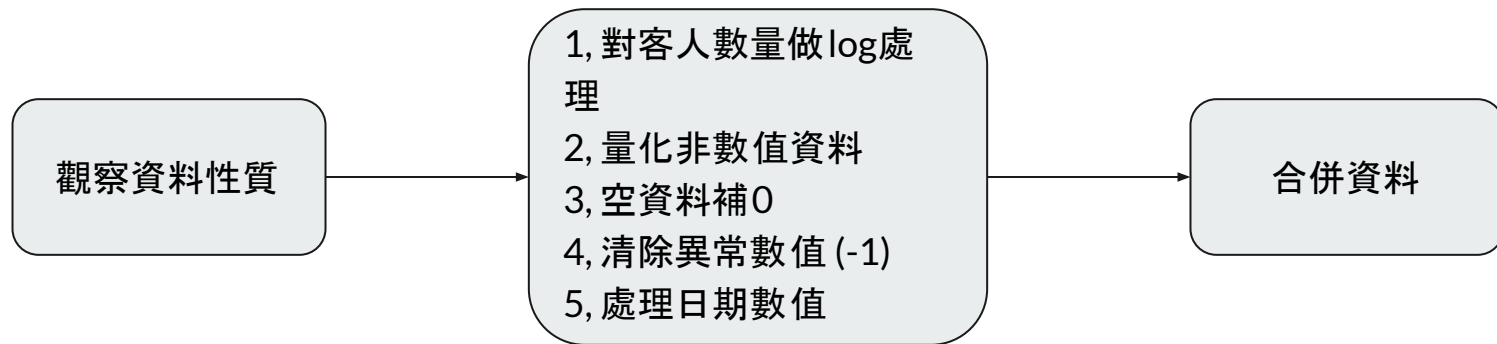 觀察資料性質
1, 對客人數量做log處
理
2, 量化非數值資料
3, 空資料補0
4, 清除異常數值 (-1)
5, 處理日期數值
合併資料